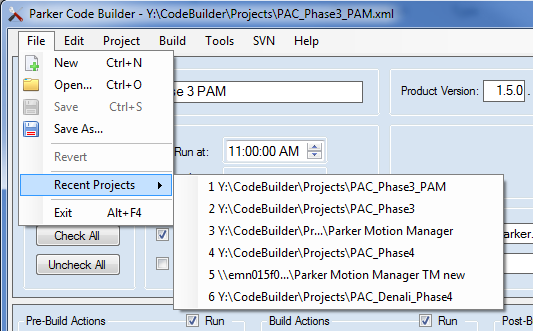 Parker Code Builder - Y:\CodeBuilder\Projects\PAC_Phase3_PAM.xml
File Edit Project Build Tools SVN Help
New Ctrl+N
Open... Ctrl+O
Save Ctrl+S
Save As...
Revert
Recent Projects
Exit Alt+F4
3 PAM
Product Version: 1.5.0 .
Run at: 11:00:00 AM
1 Y:\CodeBuilder\Projects\PAC_Phase3_PAM
2 Y:\CodeBuilder\Projects\PAC_Phase3
3 Y:\CodeBuilder\Pr...\Parker Motion Manager
4 Y:\CodeBuilder\Projects\PAC_Phase4
5 \\emn015f0...\Parker Motion Manager TM new
6 Y:\CodeBuilder\Projects\PAC_Denali_Phase4
Check All
Uncheck All
arker.
Pre-Build Actions Run Build Actions Run Post-B